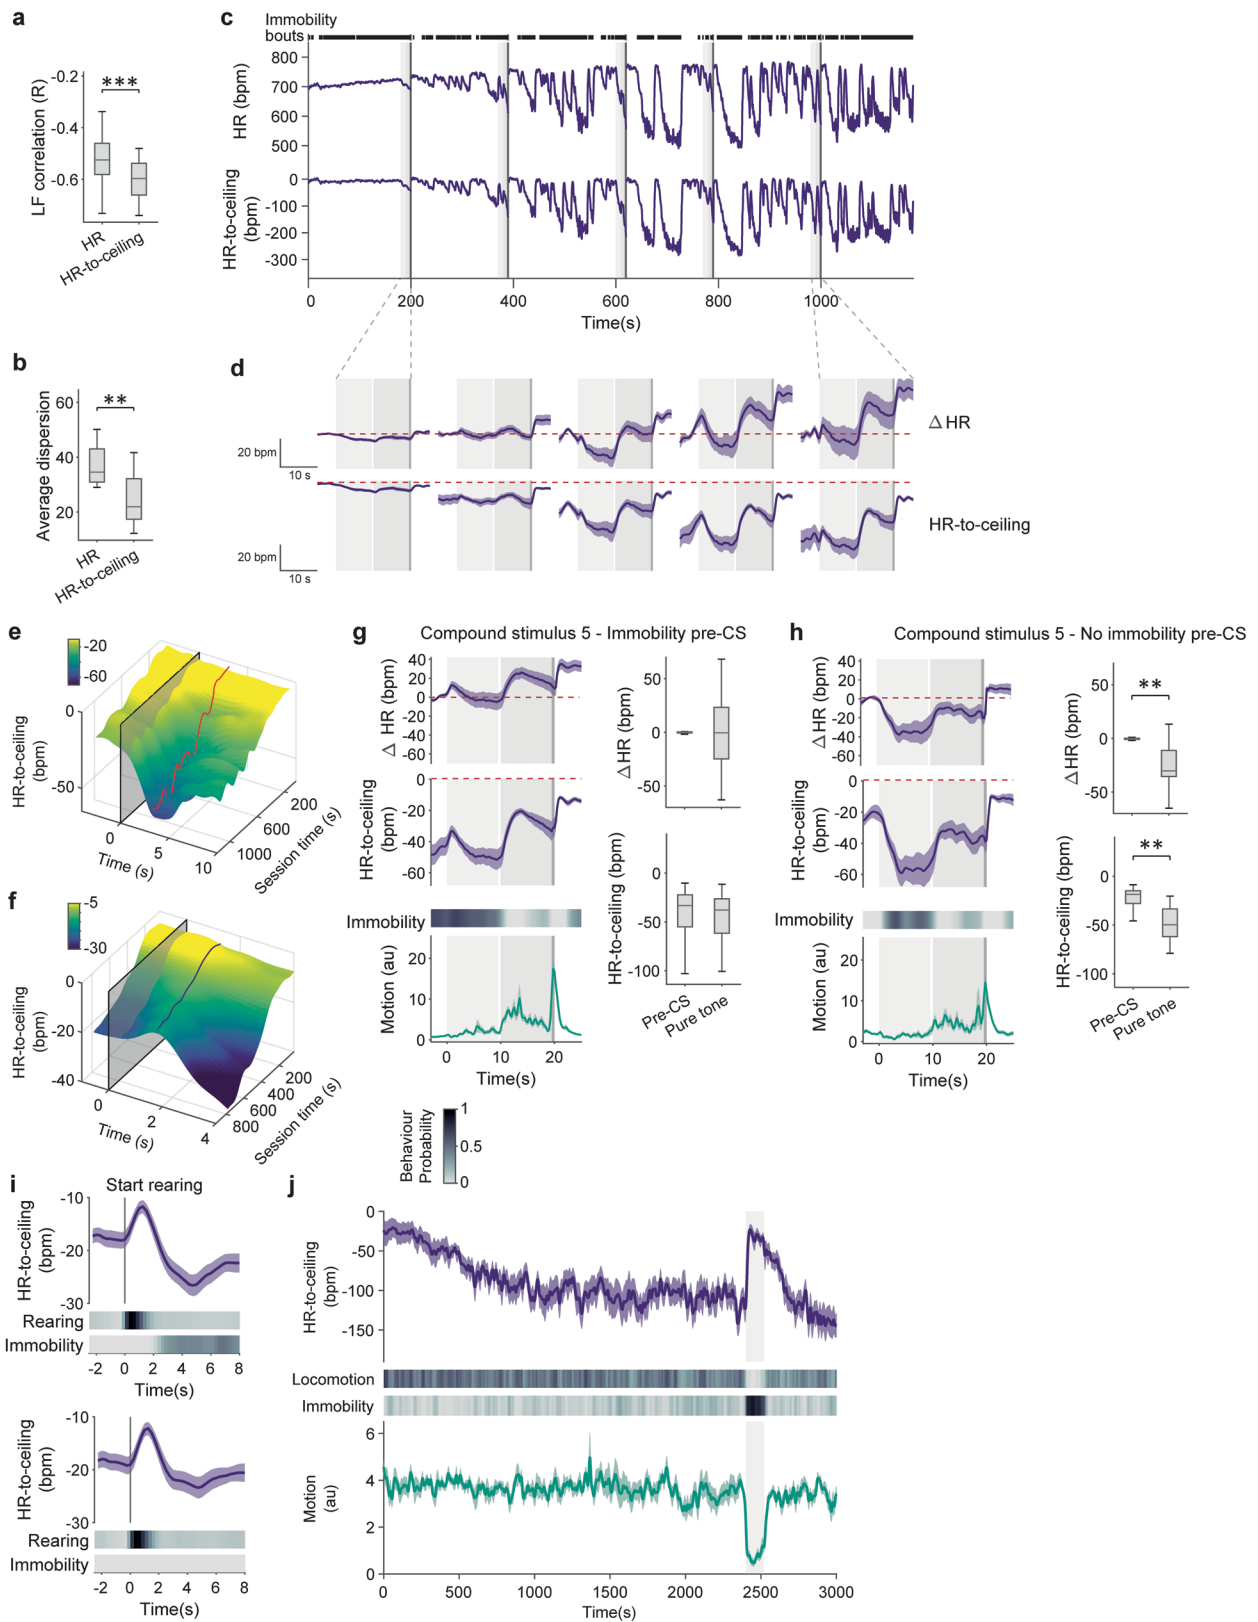 a
-0.2
-0.4
-0.6
LF correlation (R)
***
HR
HR-to-ceiling
b
60
40
20
Average dispersion
**
HR
HR-to-ceiling
c
Immobility
bouts
800
700
600
500
HR (bpm)
0
-100
-200
-300
HR-to-ceiling
(bpm)
0
200
400
600
800
1000
Time(s)
d
20 bpm
10 s
Δ HR
20 bpm
10 s
HR-to-ceiling
e
-20
-60
0
-50
HR-to-ceiling
(bpm)
0
5
10
Time (s)
200
600
1000
Session time (s)
f
-5
-30
0
-20
-40
HR-to-ceiling
(bpm)
0
2
4
Time (s)
200
400
600
800
Session time (s)
g
Compound stimulus 5 - Immobility pre-CS
40
20
0
-20
-40
-60
Δ HR (bpm)
0
-20
-40
-60
HR-to-ceiling
(bpm)
Immobility
20
10
0
Motion (au)
0
10
20
Time(s)
50
0
-50
ΔHR (bpm)
0
-50
-100
HR-to-ceiling (bpm)
Pre-CS
Pure tone
Behaviour
Probability
1
0.5
0
h
Compound stimulus 5 - No immobility pre-CS
40
20
0
-20
-40
-60
Δ HR (bpm)
0
-20
-40
-60
HR-to-ceiling
(bpm)
Immobility
20
10
0
Motion (au)
0
10
20
Time(s)
50
0
-50
ΔHR (bpm)
**
0
-50
-100
HR-to-ceiling (bpm)
**
Pre-CS
Pure tone
i
Start rearing
-10
-20
-30
HR-to-ceiling
(bpm)
Rearing
Immobility
-2
0
2
4
6
8
Time(s)
-10
-20
-30
HR-to-ceiling
(bpm)
Rearing
Immobility
-2
0
2
4
6
8
Time(s)
j
0
-50
-100
-150
HR-to-ceiling
(bpm)
Locomotion
Immobility
6
4
2
0
Motion
(au)
0
500
1000
1500
2000
2500
3000
Time(s)